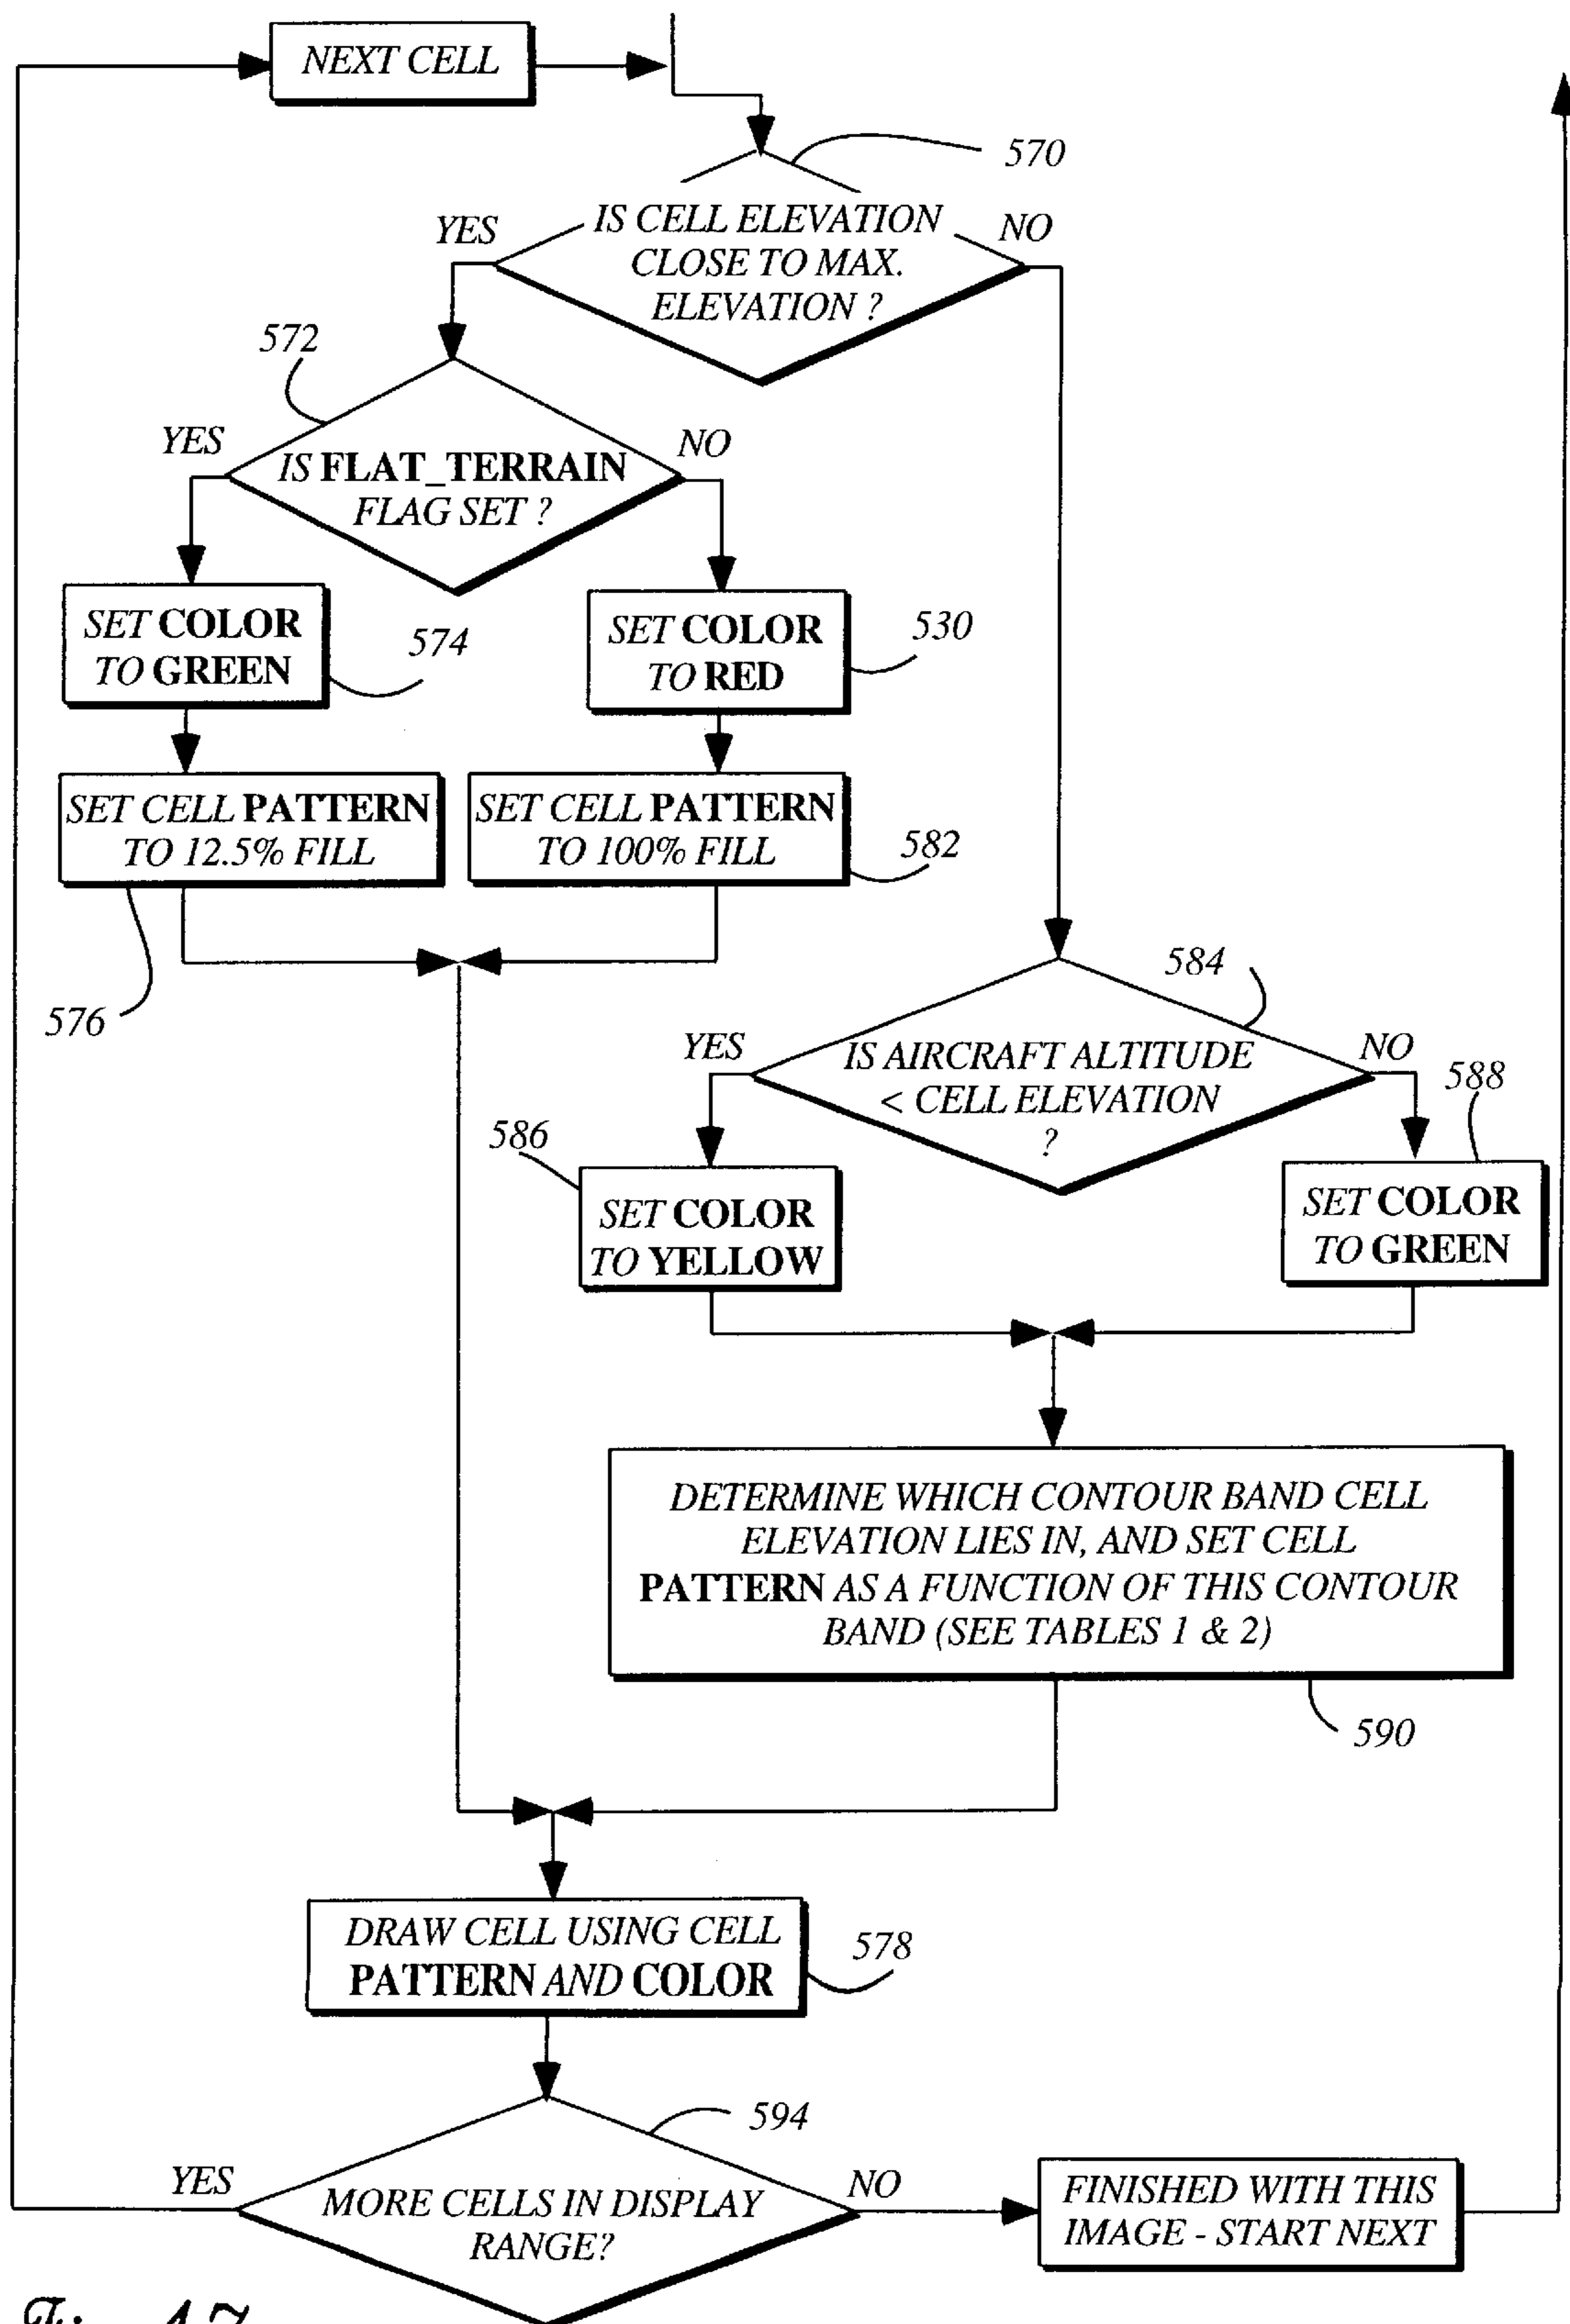 NEXT CELL
570
IS CELL ELEVATION
CLOSE TO MAX.
ELEVATION ?
YES
NO
572
IS FLAT_TERRAIN
FLAG SET ?
YES
NO
SET COLOR
TO GREEN
574
SET COLOR
TO RED
530
SET CELL PATTERN
TO 12.5% FILL
576
SET CELL PATTERN
TO 100% FILL
582
584
IS AIRCRAFT ALTITUDE
< CELL ELEVATION
?
YES
NO
586
SET COLOR
TO YELLOW
588
SET COLOR
TO GREEN
DETERMINE WHICH CONTOUR BAND CELL
ELEVATION LIES IN, AND SET CELL
PATTERN AS A FUNCTION OF THIS CONTOUR
BAND (SEE TABLES 1 & 2)
590
DRAW CELL USING CELL
PATTERN AND COLOR
578
594
MORE CELLS IN DISPLAY
RANGE?
YES
NO
FINISHED WITH THIS
IMAGE - START NEXT